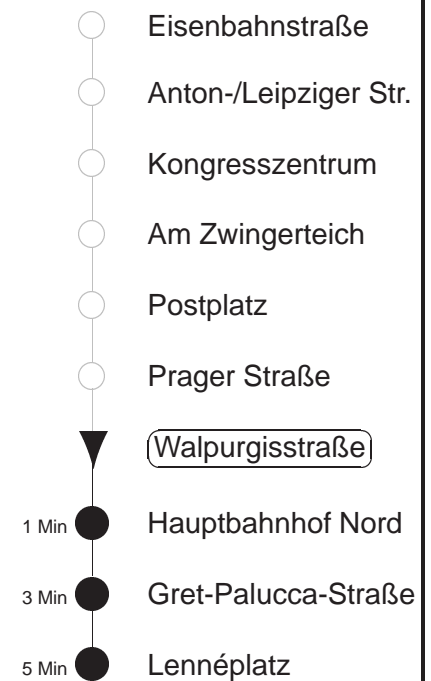 Eisenbahnstraße
Anton-/Leipziger Str.
Kongresszentrum
Am Zwingerteich
Postplatz
Prager Straße
Walpurgisstraße
1 Min Hauptbahnhof Nord
3 Min Gret-Palucca-Straße
5 Min Lennéplatz